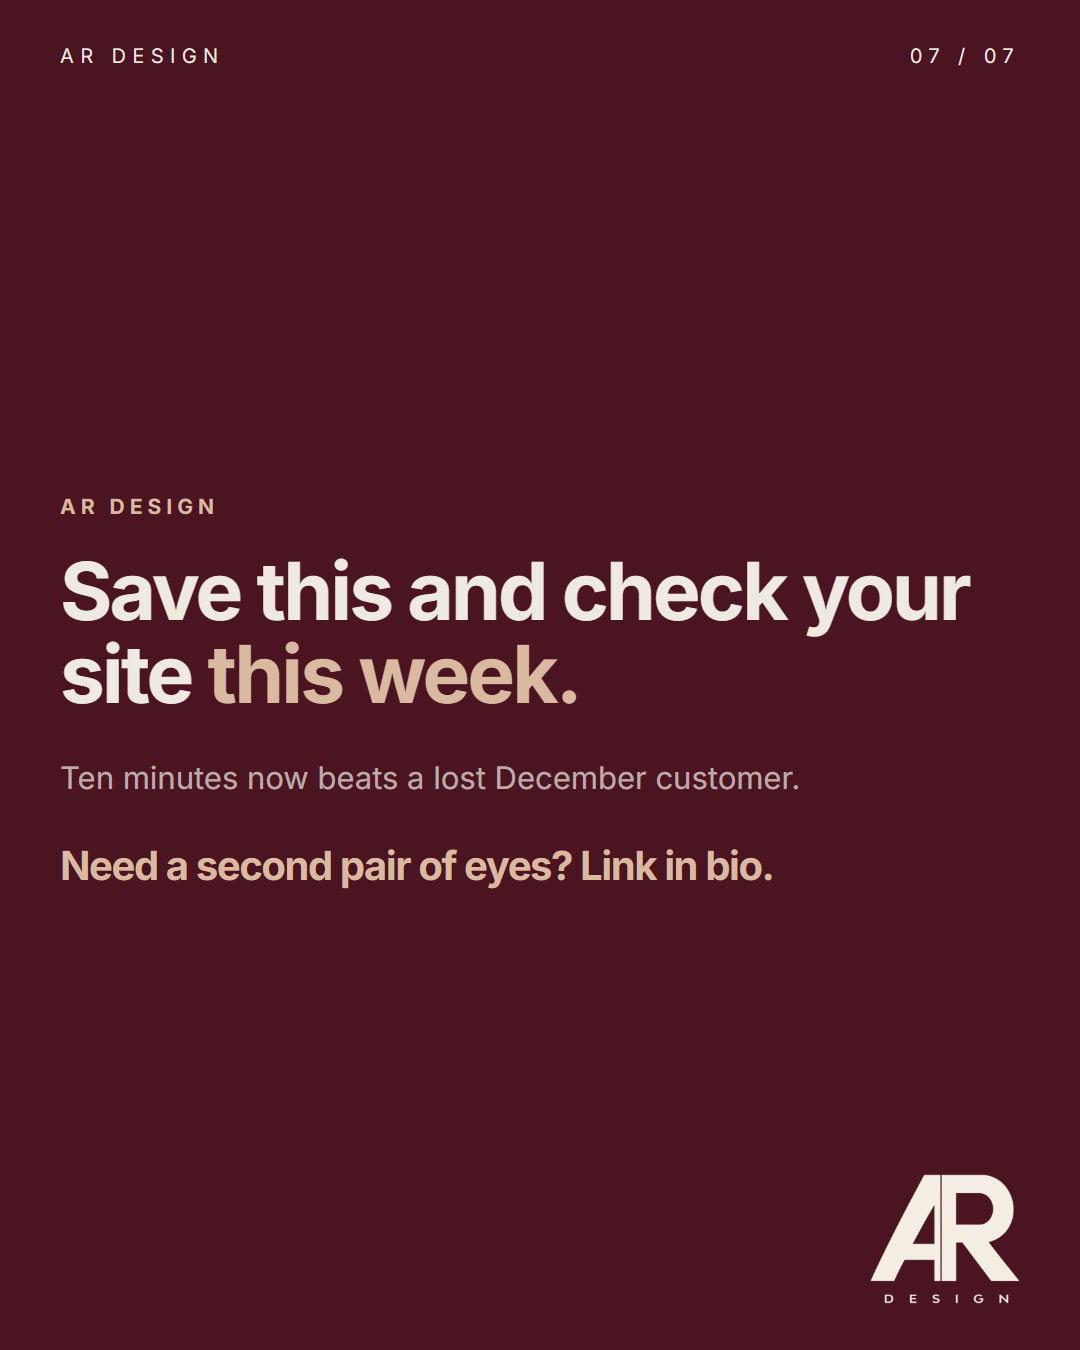 AR DESIGN
07 / 07
AR DESIGN
Save this and check your
site this week.
Ten minutes now beats a lost December customer.
Need a second pair of eyes? Link in bio.
AR
DESIGN